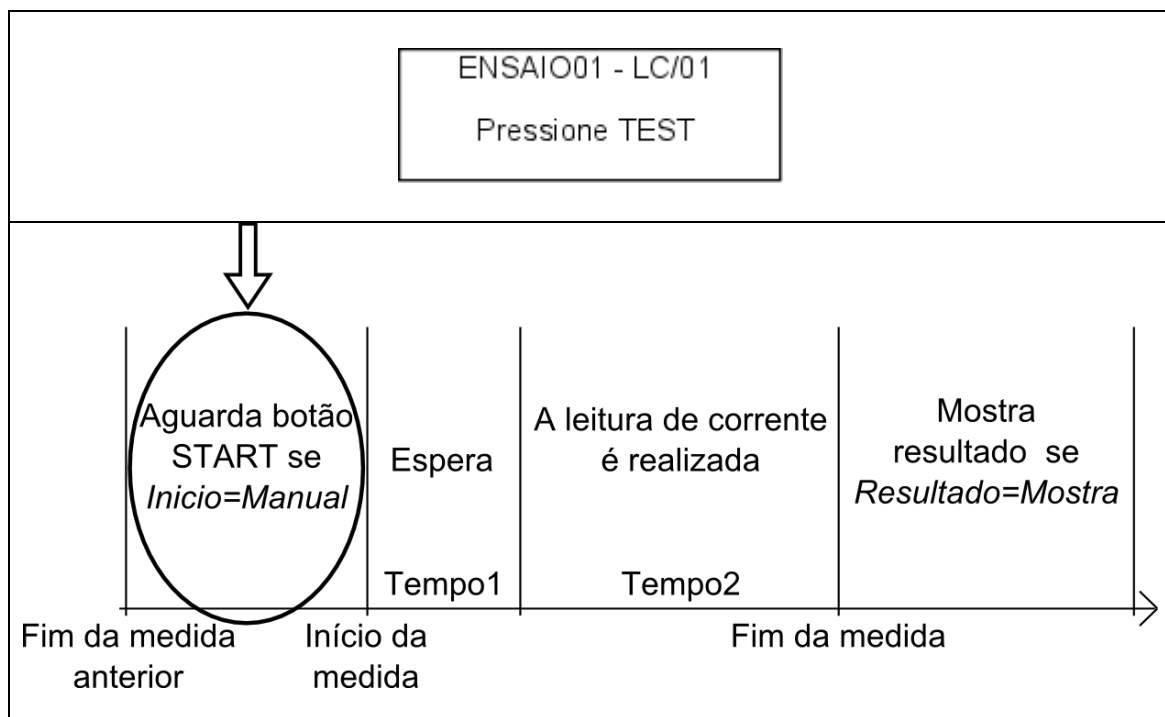 ENSAIO01 - LC/01
Pressione TEST
Aguarda botão
START se
Inicio=Manual
Espera
A leitura de corrente
é realizada
Mostra
resultado se
Resultado=Mostra
Tempo1
Tempo2
Fim da medida
anterior
Início da
medida
Fim da medida